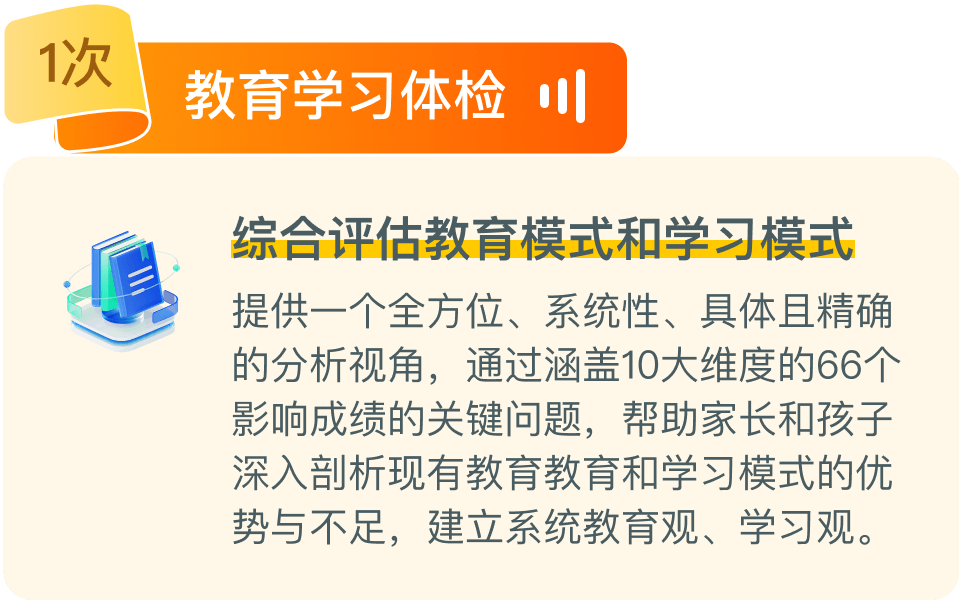 1次
教育学习体检
综合评估教育模式和学习模式
提供一个全方位、系统性、具体且精确
的分析视角，通过涵盖10大维度的66个
影响成绩的关键问题，帮助家长和孩子
深入剖析现有教育教育和学习模式的优
势与不足，建立系统教育观、学习观。